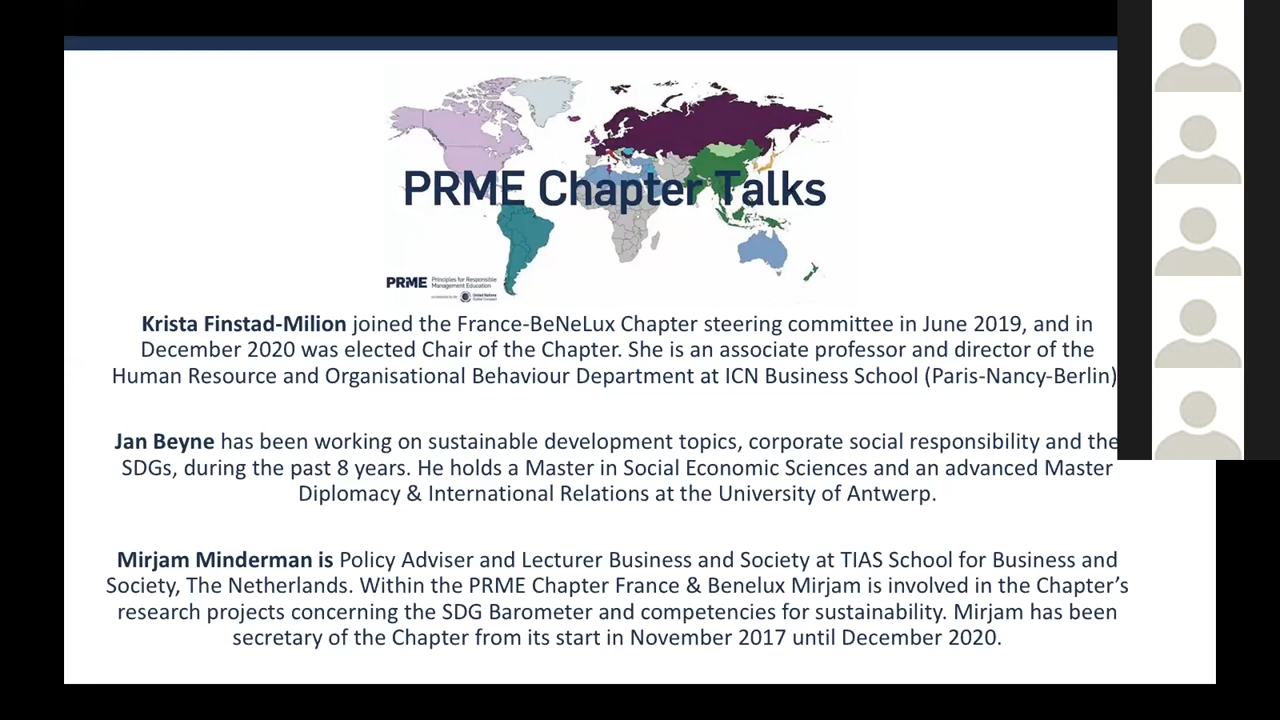 PRME Chapter Talks
PRME Principles for Responsible
Management Education
United Nations
Global Compact
Krista Finstad-Milion joined the France-BeNeLux Chapter steering committee in June 2019, and in
December 2020 was elected Chair of the Chapter. She is an associate professor and director of the
Human Resource and Organisational Behaviour Department at ICN Business School (Paris-Nancy-Berlin)
Jan Beyne has been working on sustainable development topics, corporate social responsibility and the
SDGs, during the past 8 years. He holds a Master in Social Economic Sciences and an advanced Master
Diplomacy & International Relations at the University of Antwerp.
Mirjam Minderman is Policy Adviser and Lecturer Business and Society at TIAS School for Business and
Society, The Netherlands. Within the PRME Chapter France & Benelux Mirjam is involved in the Chapter’s
research projects concerning the SDG Barometer and competencies for sustainability. Mirjam has been
secretary of the Chapter from its start in November 2017 until December 2020.